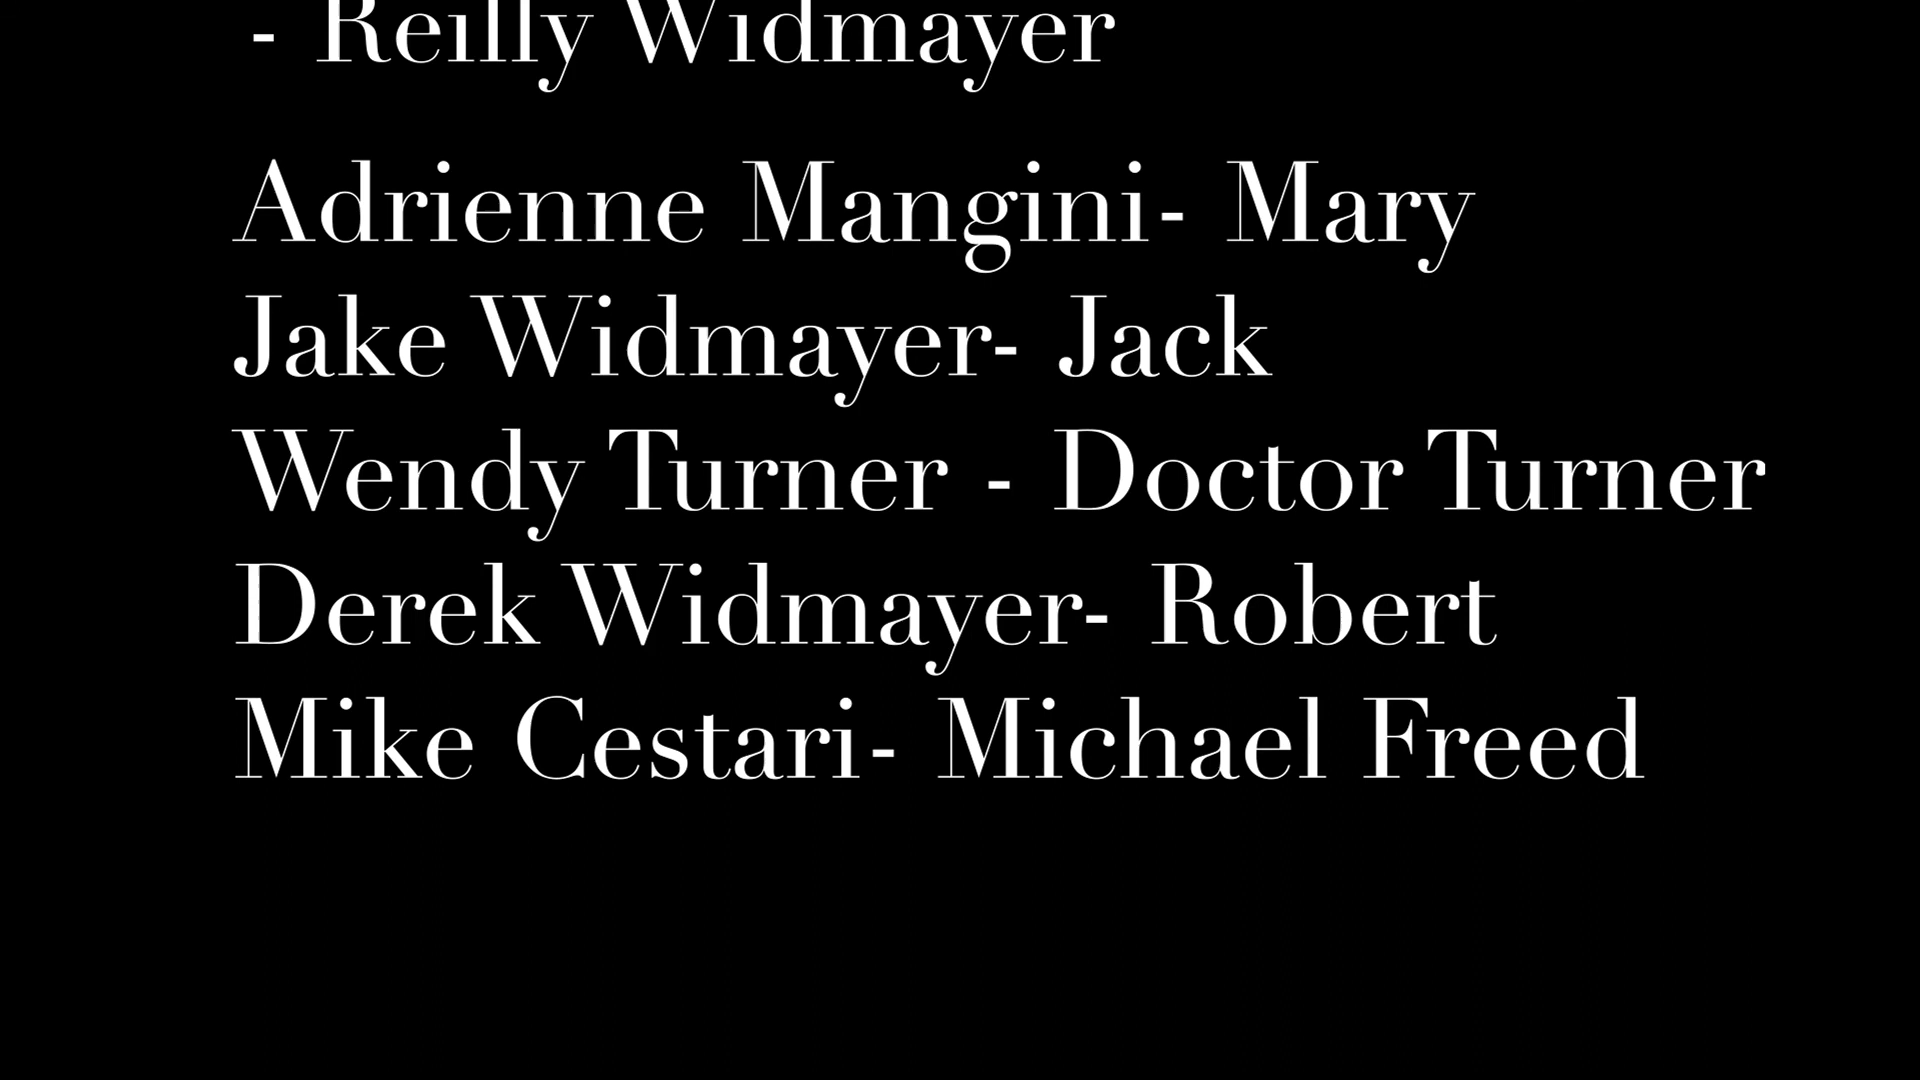 - Reilly Widmayer
Adrienne Mangini- Mary
Jake Widmayer- Jack
Wendy Turner - Doctor Turner
Derek Widmayer- Robert
Mike Cestari- Michael Freed